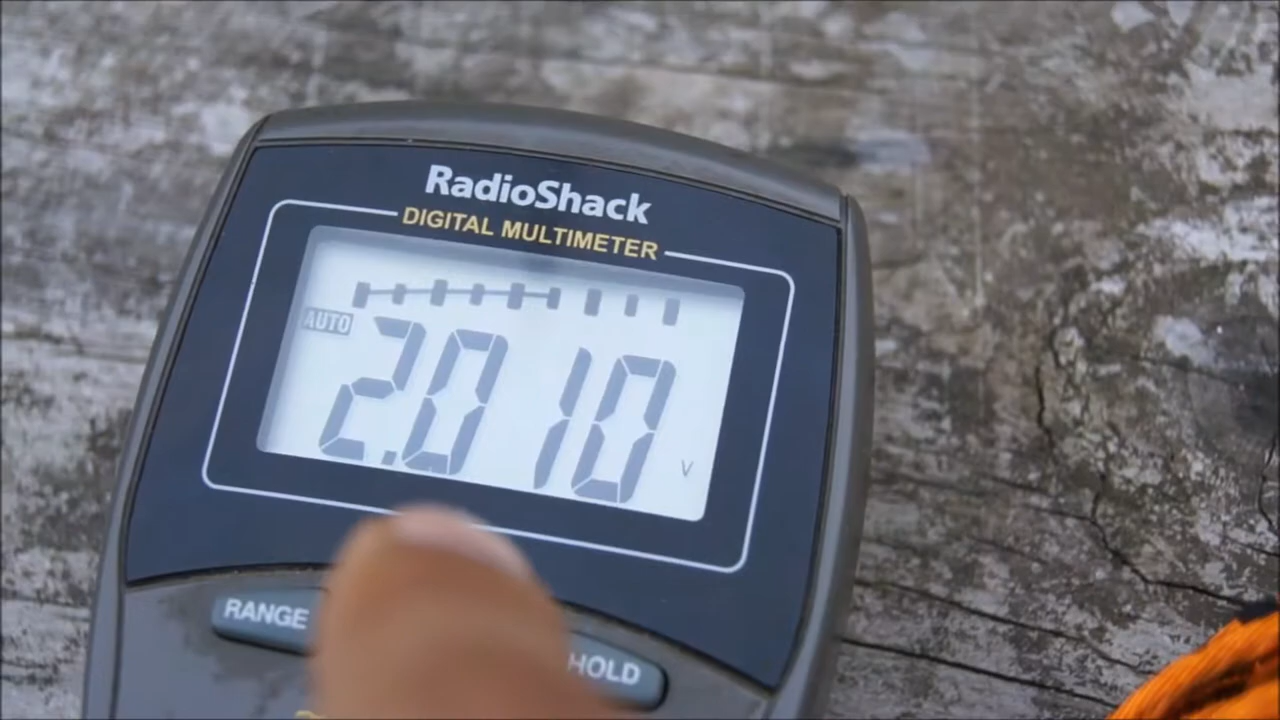 RadioShack
DIGITAL MULTIMETER
AUTO
2.010
V
RANGE
HOLD